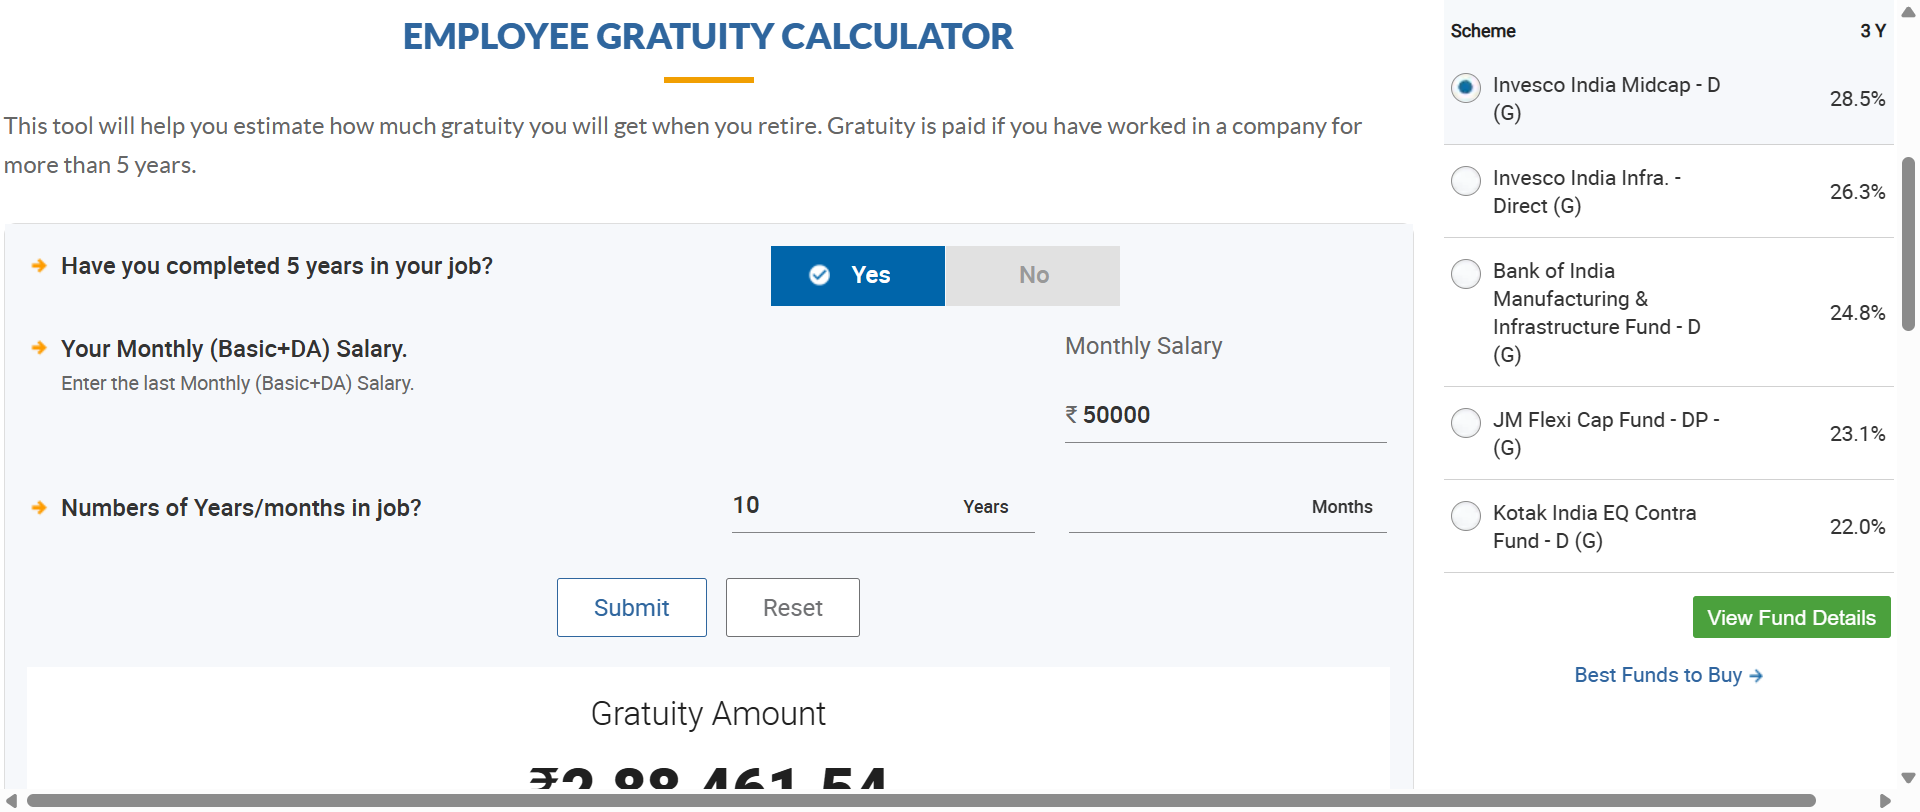 EMPLOYEE GRATUITY CALCULATOR
This tool will help you estimate how much gratuity you will get when you retire. Gratuity is paid if you have worked in a company for
more than 5 years.
Have you completed 5 years in your job?
Yes
No
Your Monthly (Basic+DA) Salary.
Enter the last Monthly (Basic+DA) Salary.
Monthly Salary
₹ 50000
Numbers of Years/months in job?
10 Years
Months
Submit
Reset
Gratuity Amount
₹2,88,461.54
Scheme 3 Y
Invesco India Midcap - D
(G)
28.5%
Invesco India Infra. -
Direct (G)
26.3%
Bank of India
Manufacturing &
Infrastructure Fund - D
(G)
24.8%
JM Flexi Cap Fund - DP -
(G)
23.1%
Kotak India EQ Contra
Fund - D (G)
22.0%
View Fund Details
Best Funds to Buy